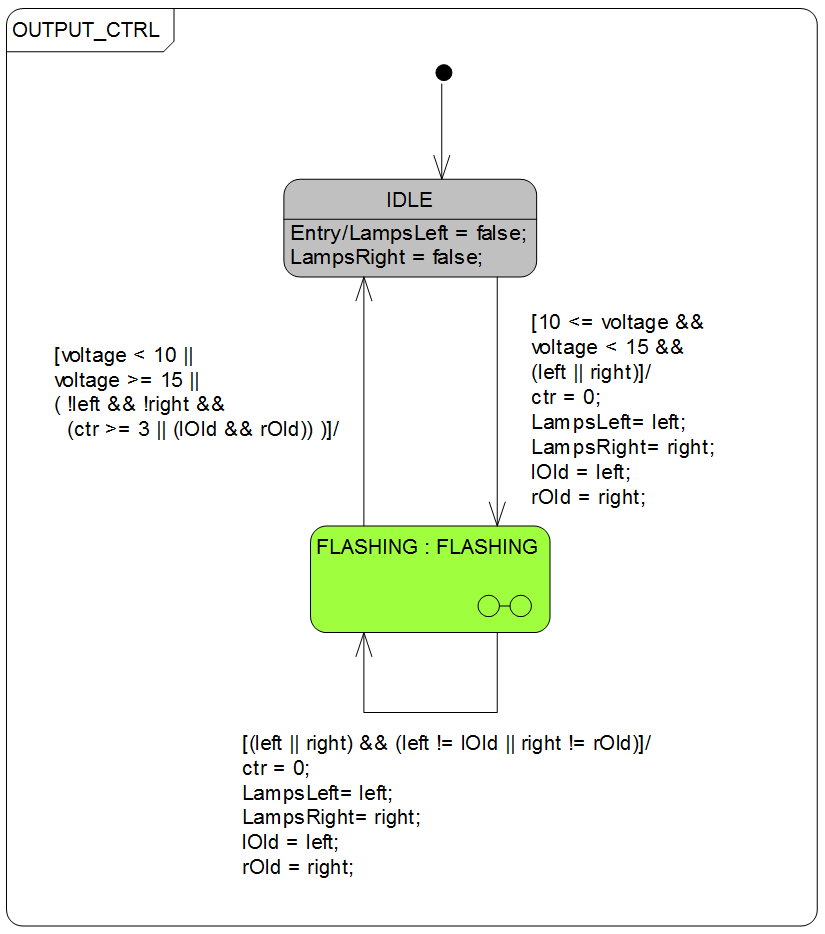 OUTPUT_CTRL
IDLE
Entry/LampsLeft = false;
LampsRight = false;
[10 <= voltage &&
voltage < 15 &&
(left || right)]/
ctr = 0;
LampsLeft= left;
LampsRight= right;
lOld = left;
rOld = right;
[voltage < 10 ||
voltage >= 15 ||
( !left && !right &&
(ctr >= 3 || (lOld && rOld)) )]/
FLASHING : FLASHING
[(left || right) && (left != lOld || right != rOld)]/
ctr = 0;
LampsLeft= left;
LampsRight= right;
lOld = left;
rOld = right;